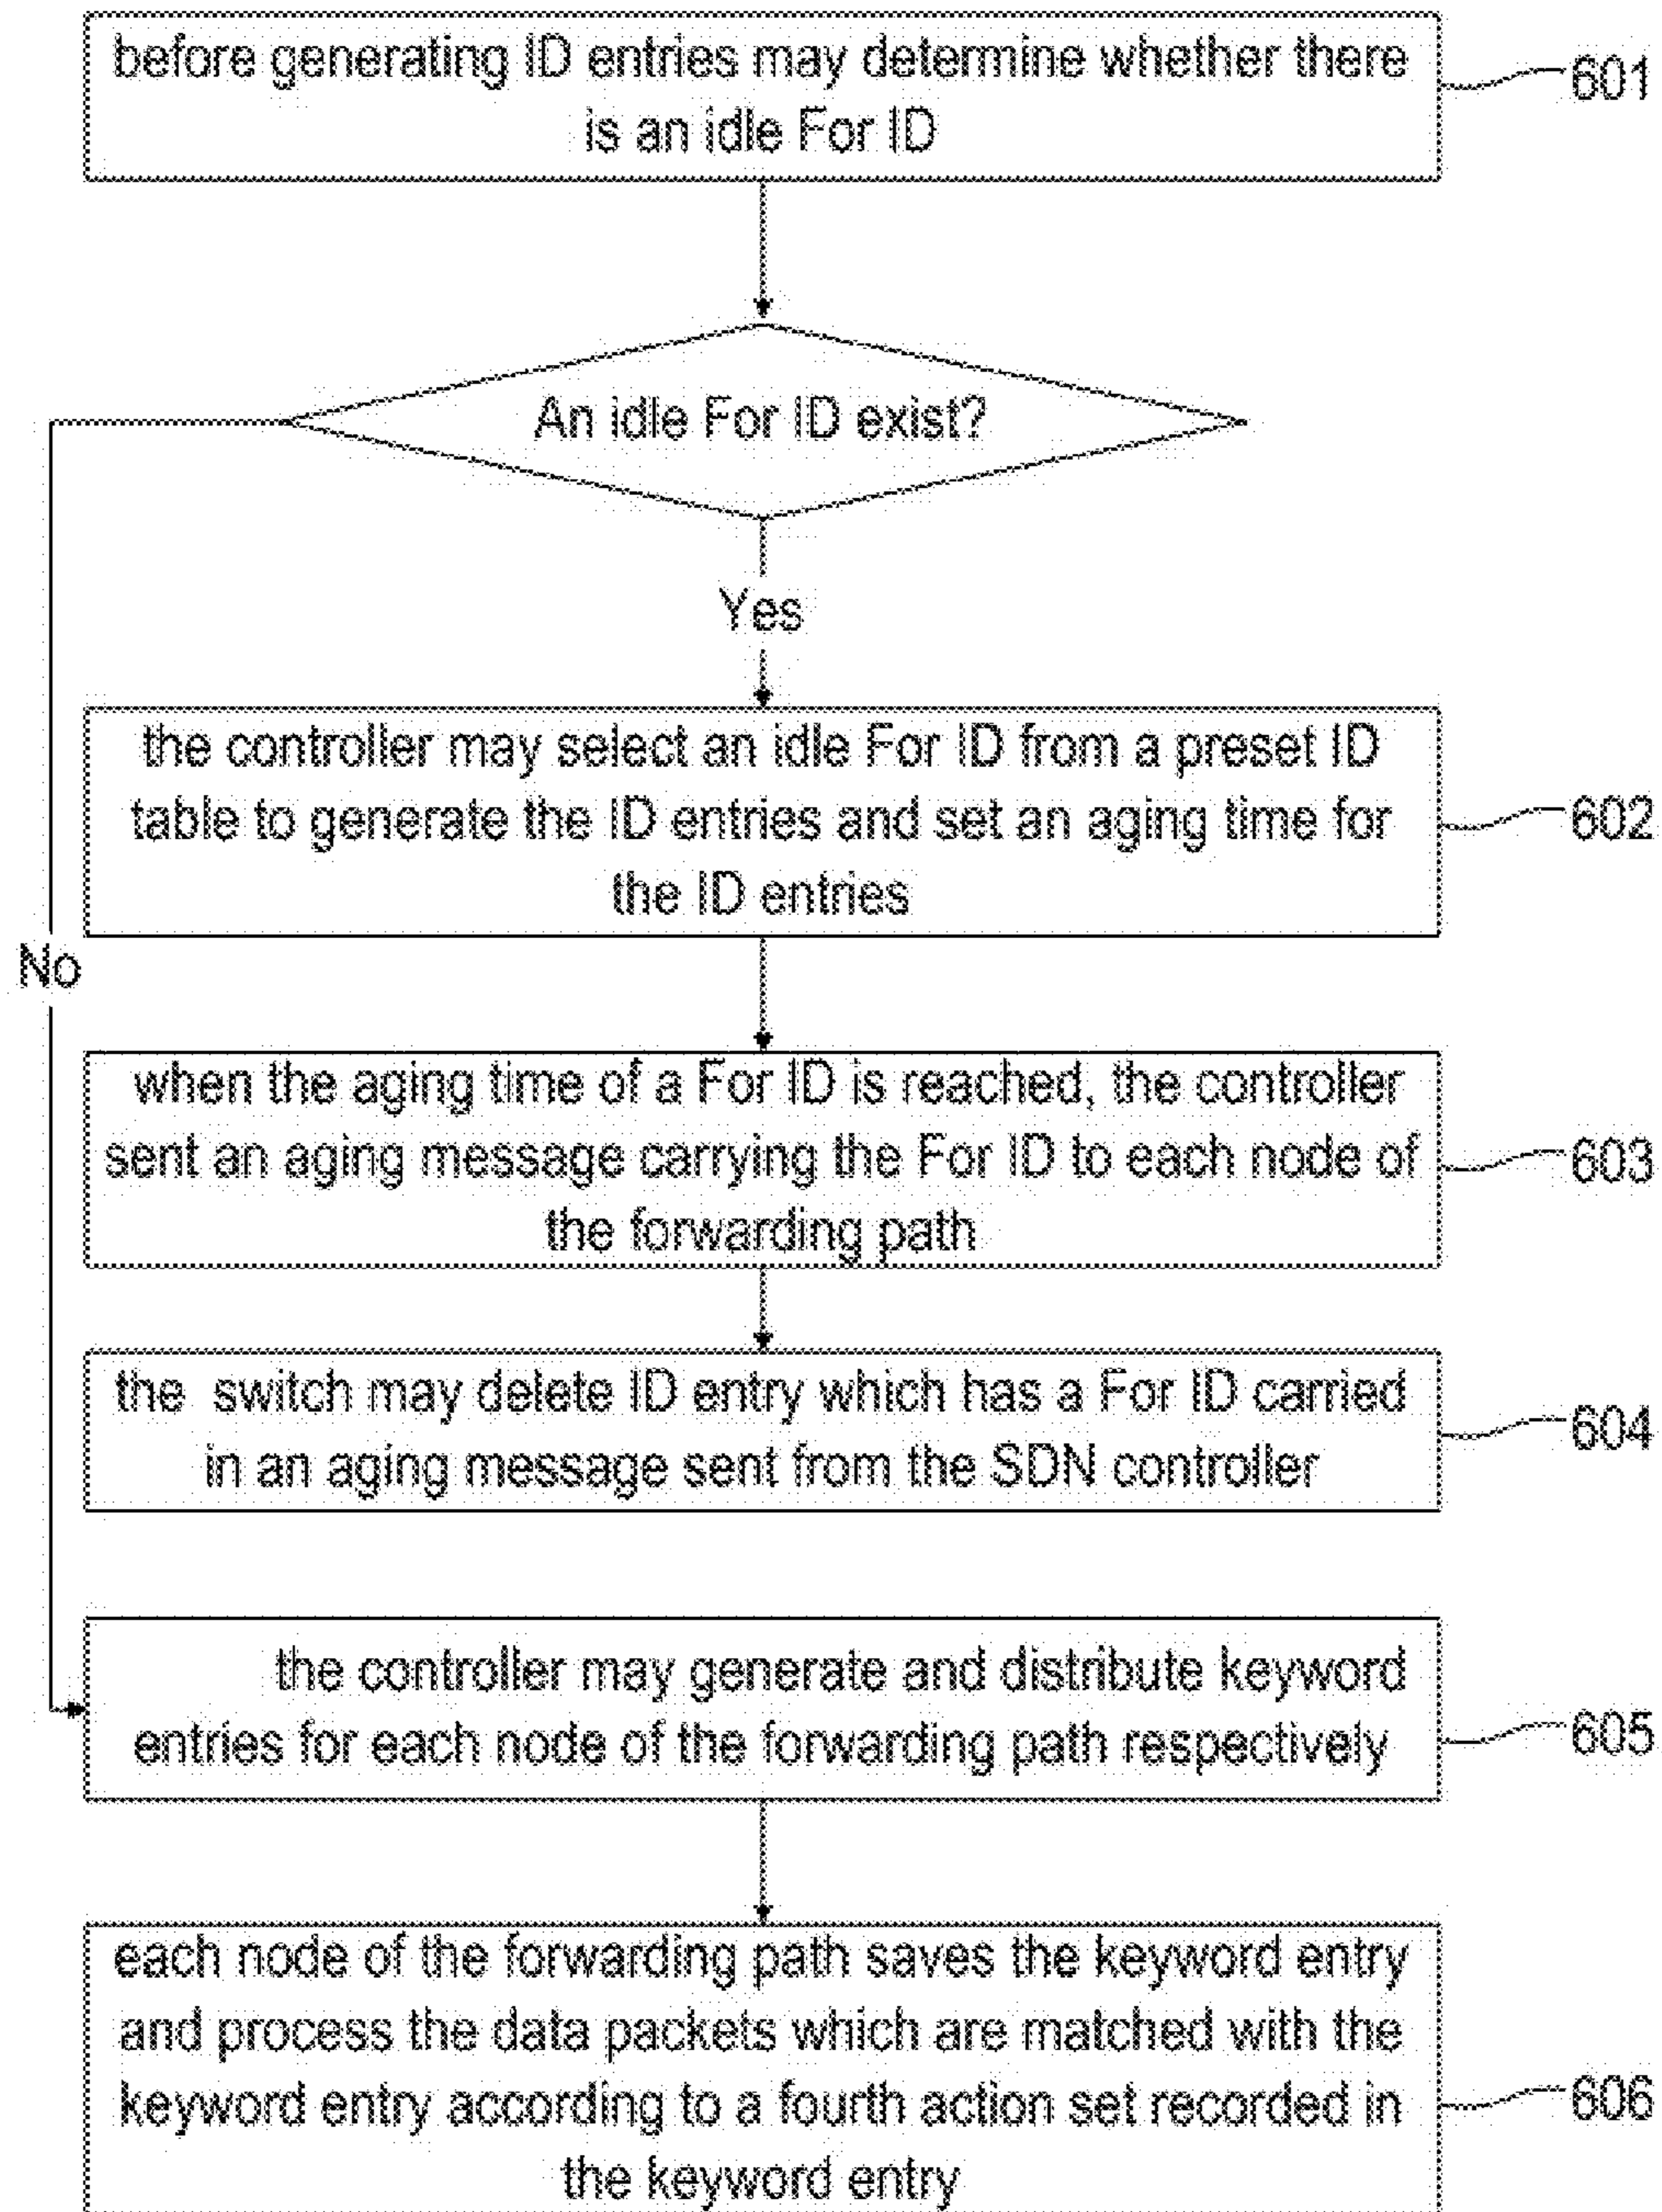 before generating ID entries may determine whether there
is an idle For ID
601
An idle For ID exist?
Yes
the controller may select an idle For ID from a preset ID
table to generate the ID entries and set an aging time for
the ID entries
602
No
when the aging time of a For ID is reached, the controller
sent an aging message carrying the For ID to each node of
the forwarding path
603
the switch may delete ID entry which has a For ID carried
in an aging message sent from the SDN controller
604
the controller may generate and distribute keyword
entries for each node of the forwarding path respectively
605
each node of the forwarding path saves the keyword entry
and process the data packets which are matched with the
keyword entry according to a fourth action set recorded in
the keyword entry
606